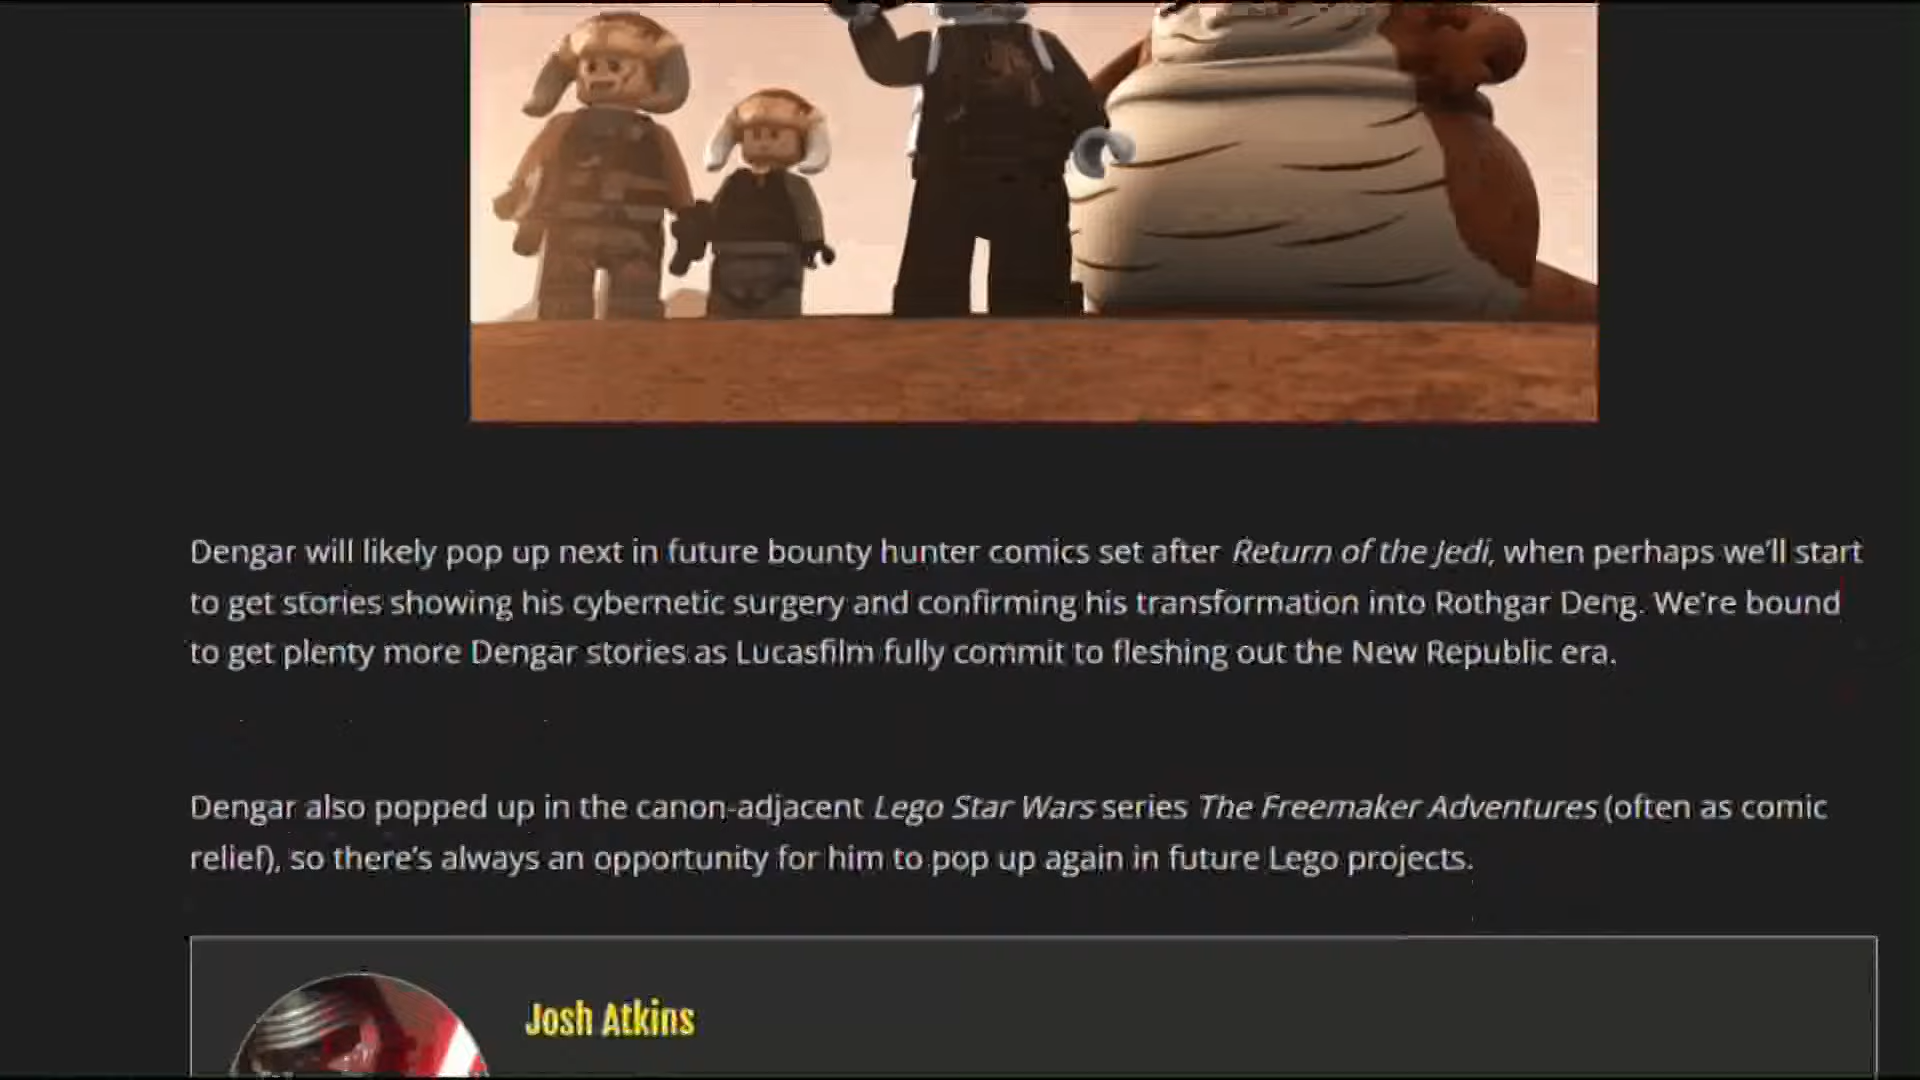 Dengar will likely pop up next in future bounty hunter comics set after Return of the Jedi, when perhaps we'll start
to get stories showing his cybernetic surgery and confirming his transformation into Rothgar Deng. We're bound
to get plenty more Dengar stories as Lucasfilm fully commit to fleshing out the New Republic era.
Dengar also popped up in the canon-adjacent Lego Star Wars series The Freemaker Adventures (often as comic
relief), so there's always an opportunity for him to pop up again in future Lego projects.
Josh Atkins